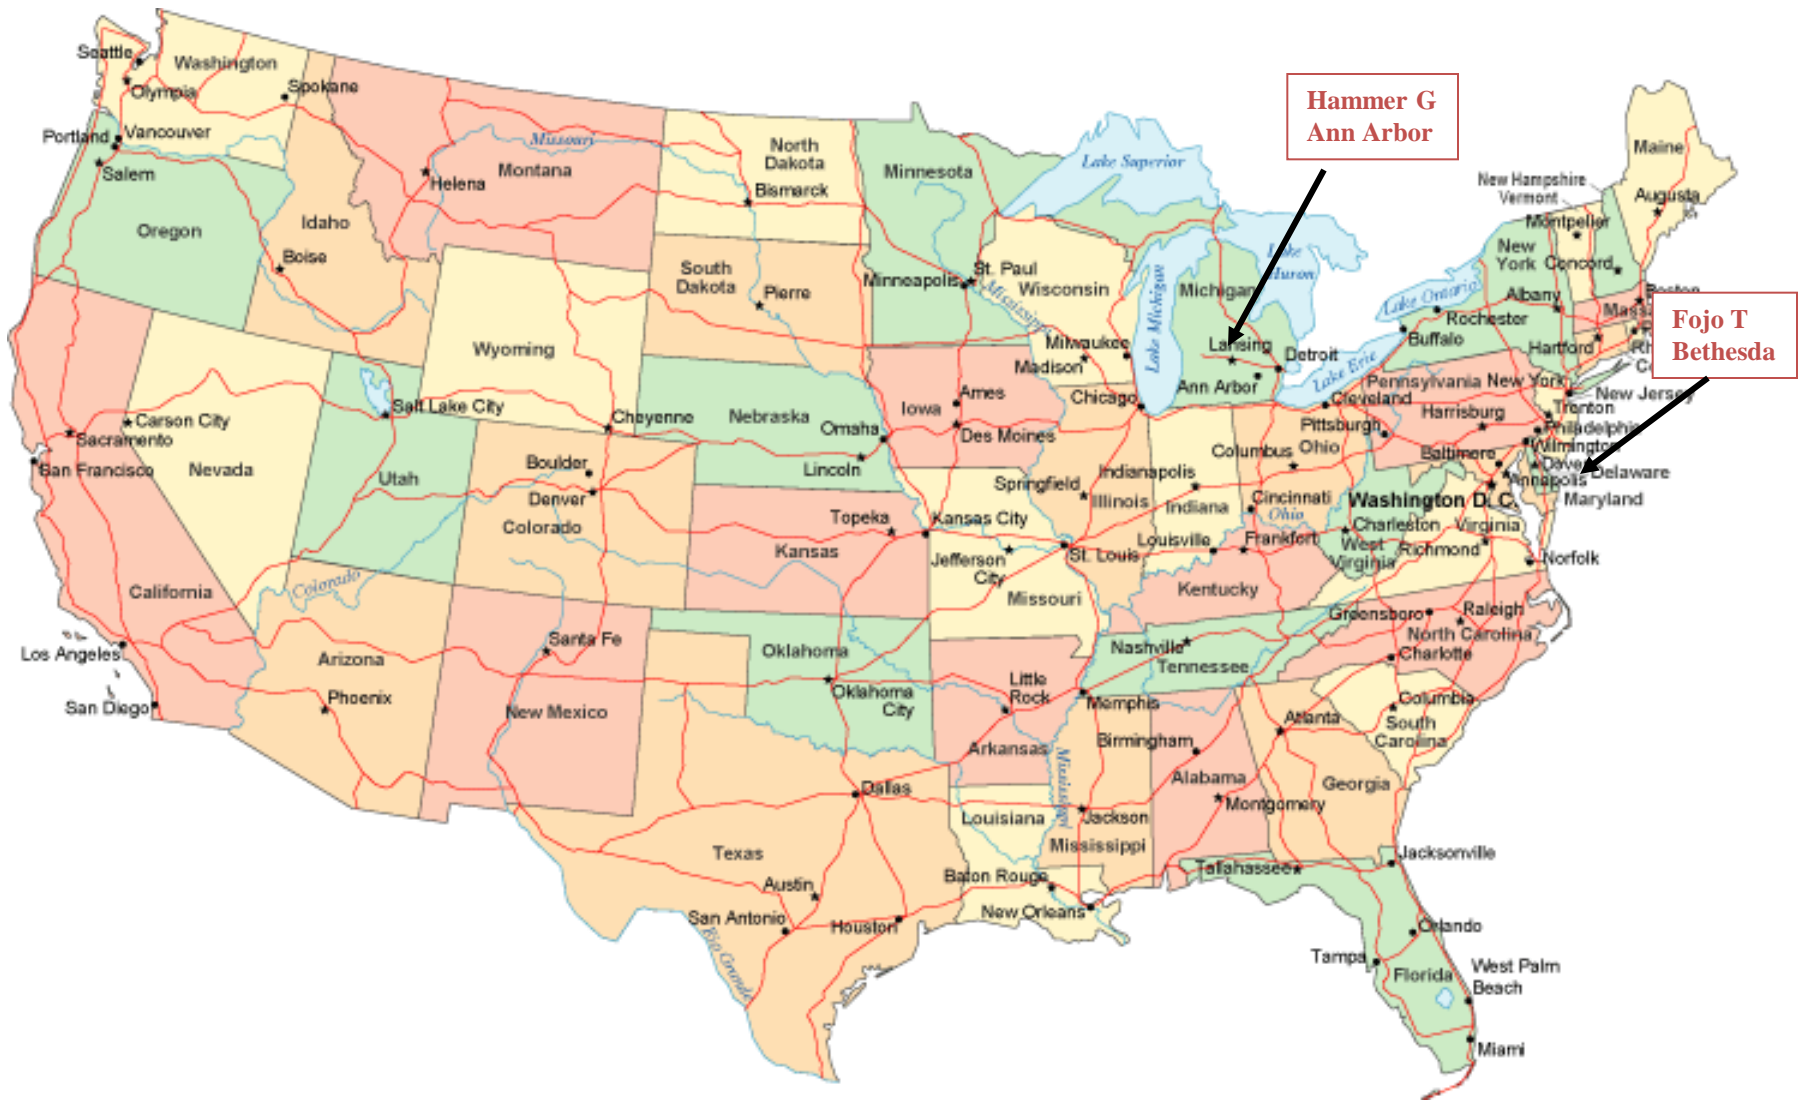 Seattle
Washington
Spokane
Olympia
Portland
Vancouver
Salem
Oregon
Idaho
Boise
Missouri
Montana
Helena
North
Dakota
Bismarck
South
Dakota
Pierre
Minnesota
Minneapolis
St. Paul
Mississippi
Wisconsin
Milwaukee
Madison
Lake Superior
Lake Michigan
Lake
Huron
Michigan
Lansing
Ann Arbor
Detroit
Hammer G
Ann Arbor
Maine
Augusta
New Hampshire
Vermont
Montpelier
New
York
Concord
Albany
Lake Ontario
Rochester
Buffalo
Lake Erie
Boston
Mass
Hartford
Rh
Fojo T
Bethesda
Pennsylvania
New York
New Jersey
Trenton
Harrisburg
Philadelphia
Pittsburgh
Wilmington
Baltimore
Dove
Delaware
Annapolis
Maryland
Washington D.C.
Cleveland
Columbus
Ohio
Cincinnati
Ohio
Charleston
West
Virginia
Virginia
Richmond
Norfolk
Wyoming
Cheyenne
Salt Lake City
Utah
Carson City
Sacramento
San Francisco
Nevada
California
Los Angeles
San Diego
Colorado
Boulder
Denver
Colorado
Nebraska
Omaha
Lincoln
Iowa
Ames
Des Moines
Chicago
Springfield
Illinois
Indianapolis
Indiana
Topeka
Kansas
Kansas City
Jefferson
City
Missouri
St. Louis
Louisville
Frankfort
Kentucky
Arizona
Phoenix
Santa Fe
New Mexico
Oklahoma
Oklahoma
City
Little
Rock
Arkansas
Nashville
Tennessee
Memphis
Greensboro
Raleigh
North Carolina
Charlotte
Columbia
South
Carolina
Atlanta
Georgia
Birmingham
Alabama
Montgomery
Mississippi
Jackson
Mississippi
Louisiana
Baton Rouge
New Orleans
Dallas
Texas
Austin
San Antonio
Houston
Rio Grande
Tallahassee
Jacksonville
Orlando
Tampa
Florida
West Palm
Beach
Miami